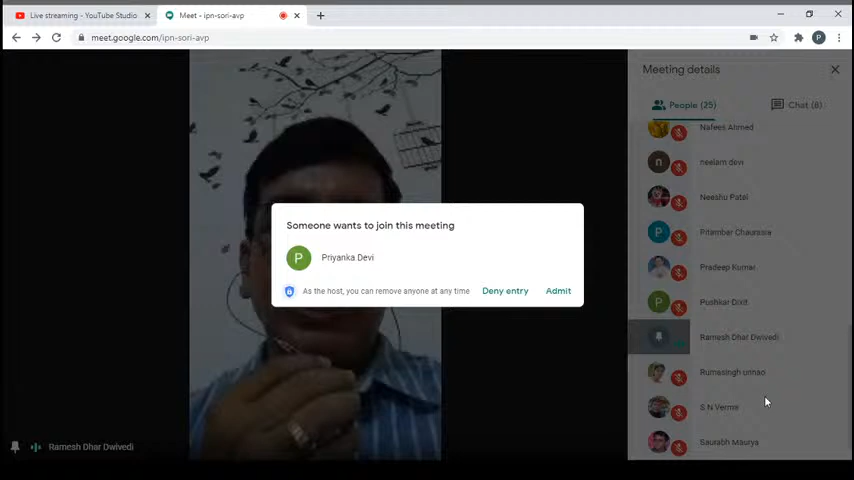 Live streaming - YouTube Studio
Meet - ipn-sori-avp
meet.google.com/ipn-sori-avp
P
Meeting details
People (25)
Chat (8)
Nafees Ahmed
n
neelam devi
Neeshu Patel
P
Pitambar Chaurasia
Pradeep Kumar
P
Pushkar Dixit
Ramesh Dhar Dwivedi
Rumasingh unnao
S N Verma
Saurabh Maurya
Someone wants to join this meeting
P
Priyanka Devi
As the host, you can remove anyone at any time
Deny entry
Admit
Ramesh Dhar Dwivedi